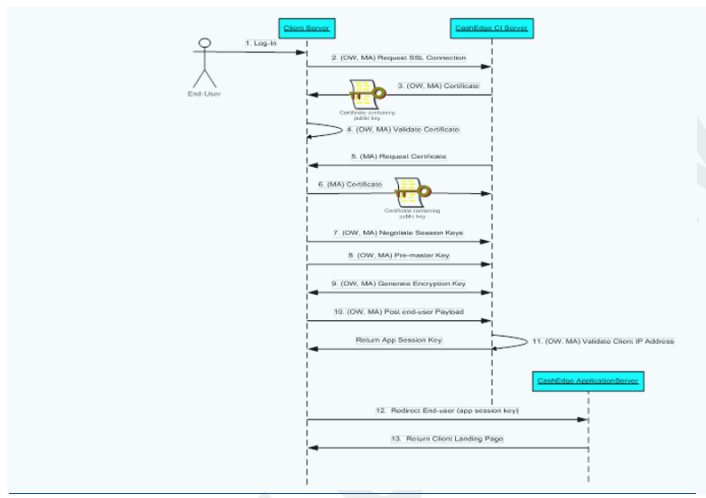 Client Server
CashEdge CI Server
1. Log-In
2. (OW, MA) Request SSL Connection
3. (OW, MA) Certificate
End-User
Certificate containing
public key
4. (OW, MA) Validate Certificate
5. (MA) Request Certificate
6. (MA) Certificate
Certificate containing
public key
7. (OW, MA) Negotiate Session Keys
8. (OW, MA) Pre-master Key
9. (OW, MA) Generate Encryption Key
10. (OW, MA) Post end-user Payload
Return App Session Key
11. (OW, MA) Validate Client IP Address
CashEdge ApplicationServer
12. Redirect End-user (app session key)
13. Return Client Landing Page